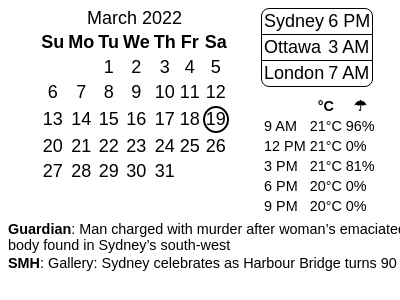 March 2022
Su Mo Tu We Th Fr Sa
1 2 3 4 5
6 7 8 9 10 11 12
13 14 15 16 17 18 19
20 21 22 23 24 25 26
27 28 29 30 31
Sydney 6 PM
Ottawa 3 AM
London 7 AM
°C ☂
9 AM 21°C 96%
12 PM 21°C 0%
3 PM 21°C 81%
6 PM 20°C 0%
9 PM 20°C 0%
Guardian: Man charged with murder after woman’s emaciated
body found in Sydney’s south-west
SMH: Gallery: Sydney celebrates as Harbour Bridge turns 90